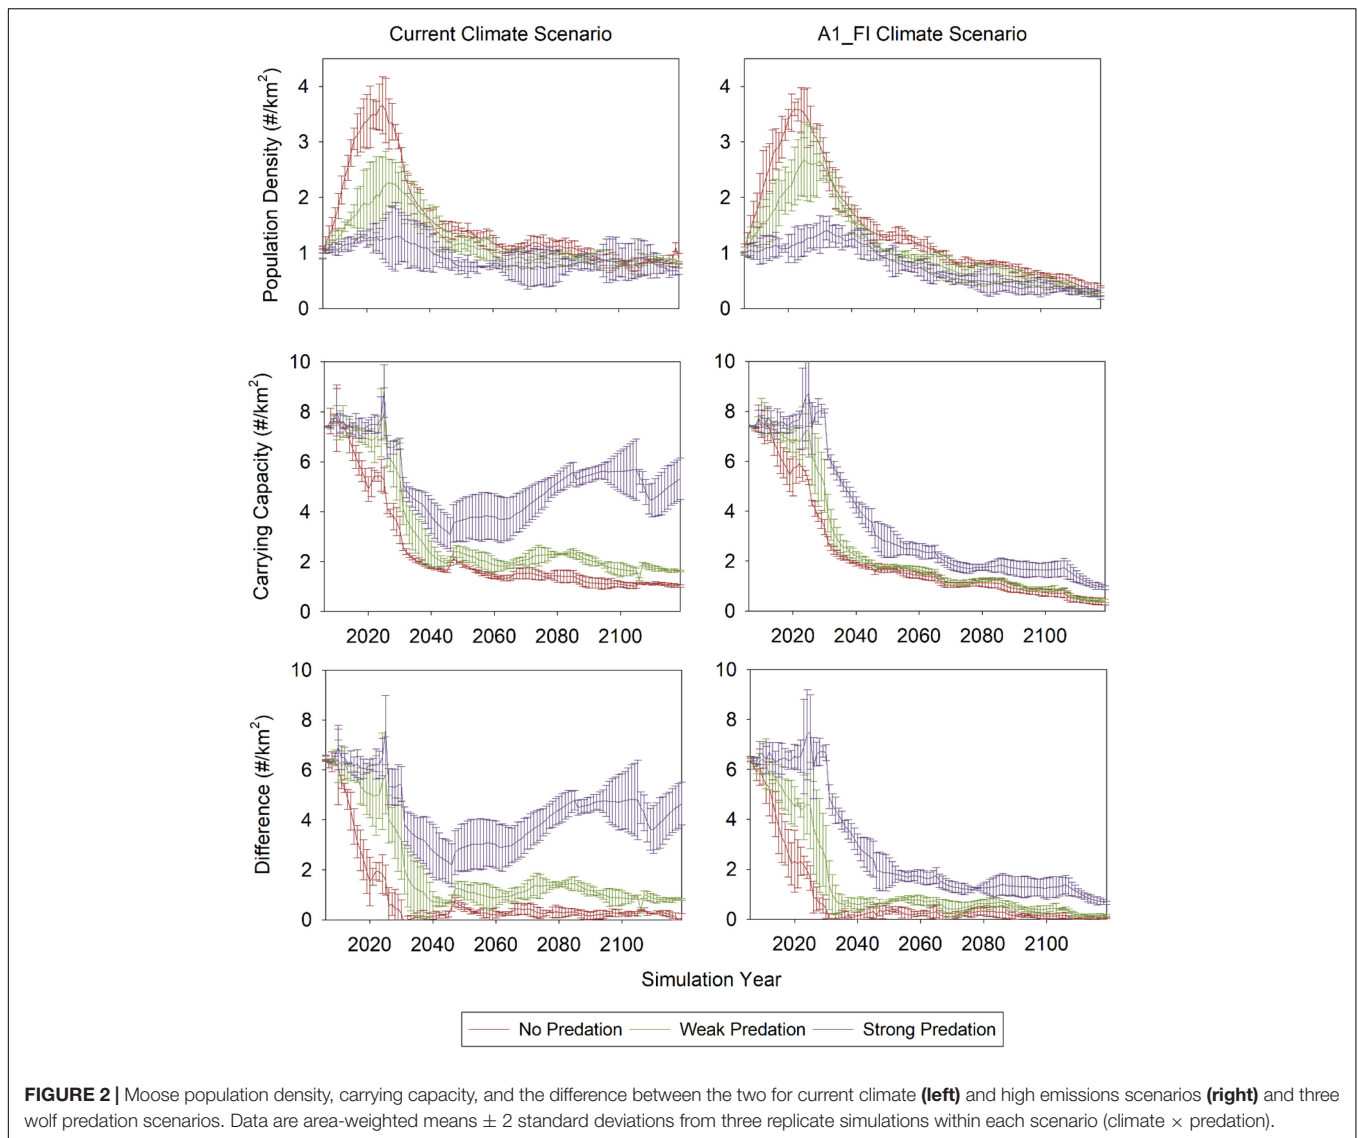 Current Climate Scenario
A1_FI Climate Scenario
Population Density (#/km²)
4
3
2
1
0
4
3
2
1
0
Carrying Capacity (#/km²)
10
8
6
4
2
0
2020 2040 2060 2080 2100
10
8
6
4
2
0
2020 2040 2060 2080 2100
Difference (#/km²)
10
8
6
4
2
0
2020 2040 2060 2080 2100
10
8
6
4
2
0
2020 2040 2060 2080 2100
Simulation Year
No Predation Weak Predation Strong Predation
FIGURE 2 | Moose population density, carrying capacity, and the difference between the two for current climate (left) and high emissions scenarios (right) and three
wolf predation scenarios. Data are area-weighted means ± 2 standard deviations from three replicate simulations within each scenario (climate × predation).